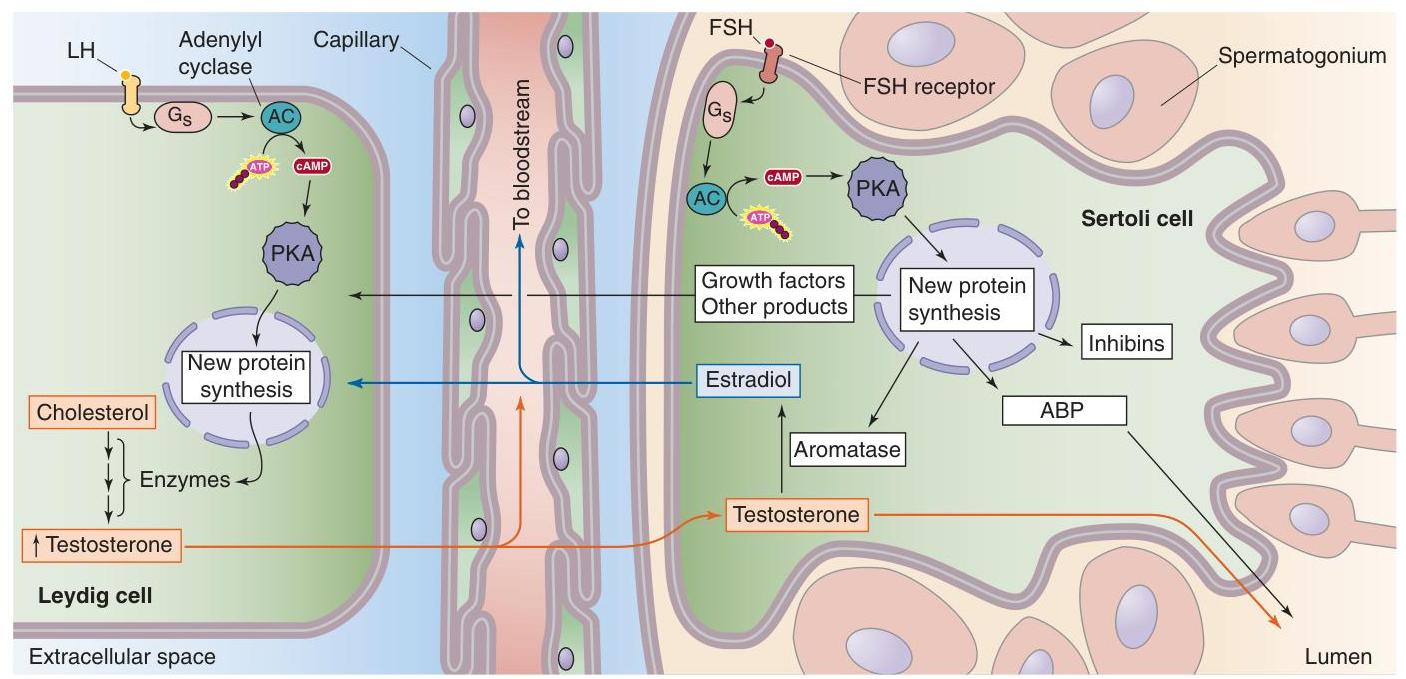 LH
Adenylyl
cyclase
Capillary
Gs
AC
ATP
cAMP
PKA
New protein
synthesis
Cholesterol
Enzymes
↑ Testosterone
Leydig cell
Extracellular space
To bloodstream
FSH
FSH receptor
Spermatogonium
Gs
AC
cAMP
ATP
PKA
Sertoli cell
Growth factors
Other products
New protein
synthesis
Inhibins
Estradiol
ABP
Aromatase
Testosterone
Lumen